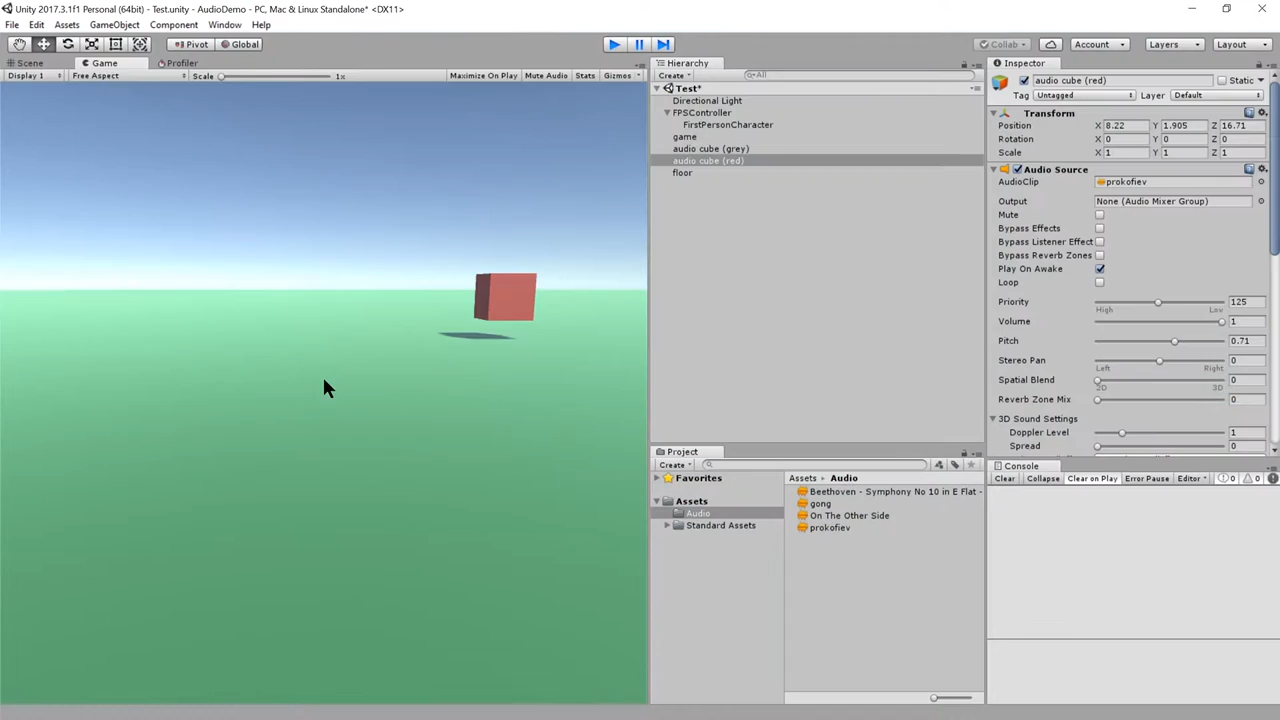 Unity 2017.3.1f1 Personal (64bit) - Test.unity - AudioDemo - PC, Mac & Linux Standalone* <DX11>
File Edit Assets GameObject Component Window Help
Pivot Global Collab Account Layers Layout
Scene Game Profiler
Display 1 Free Aspect Scale 1x Maximize On Play Mute Audio Stats Gizmos
Hierarchy
Create All
Test*
Directional Light
FPSController
FirstPersonCharacter
game
audio cube (grey)
audio cube (red)
floor
Project
Create
Favorites
Assets
Audio
Standard Assets
Assets Audio
Beethoven - Symphony No 10 in E Flat -
gong
On The Other Side
prokofiev
Inspector
audio cube (red) Static
Tag Untagged Layer Default
Transform
Position X 8.22 Y 1.905 Z 16.71
Rotation X 0 Y 0 Z 0
Scale X 1 Y 1 Z 1
Audio Source
AudioClip prokofiev
Output None (Audio Mixer Group)
Mute
Bypass Effects
Bypass Listener Effect
Bypass Reverb Zones
Play On Awake
Loop
Priority 125
High Low
Volume 1
Pitch 0.71
Stereo Pan 0
Left Right
Spatial Blend 0
2D 3D
Reverb Zone Mix 0
3D Sound Settings
Doppler Level 1
Spread 0
Console
Clear Collapse Clear on Play Error Pause Editor 0 0